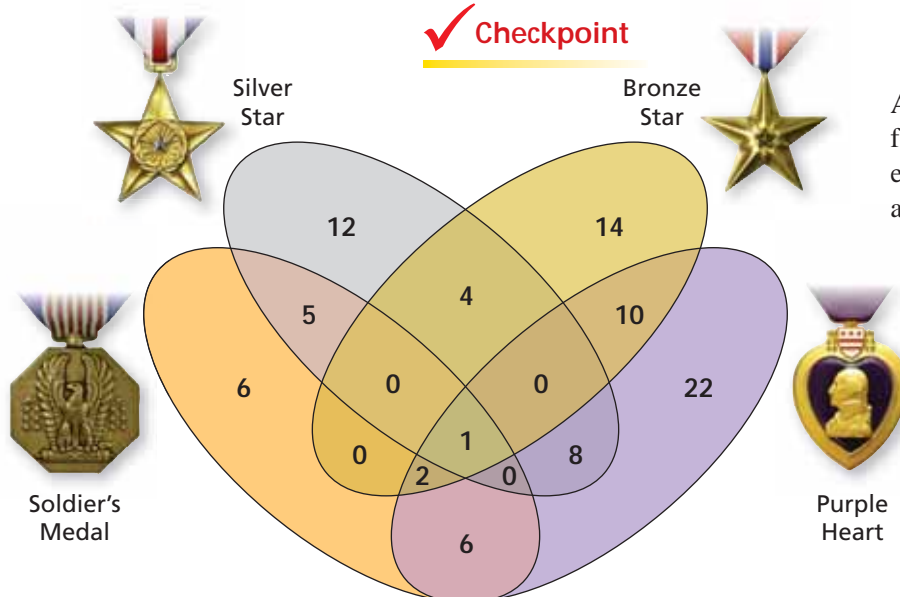 Checkpoint
Silver
Star
Bronze
Star
12
14
4
5
10
6
0
0
22
0
1
8
2
0
6
Soldier's
Medal
Purple
Heart